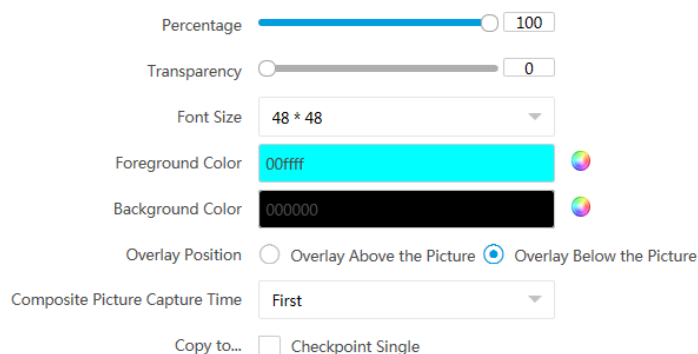 Percentage 100
Transparency 0
Font Size 48 * 48
Foreground Color 00ffff
Background Color 000000
Overlay Position Overlay Above the Picture Overlay Below the Picture
Composite Picture Capture Time First
Copy to... Checkpoint Single